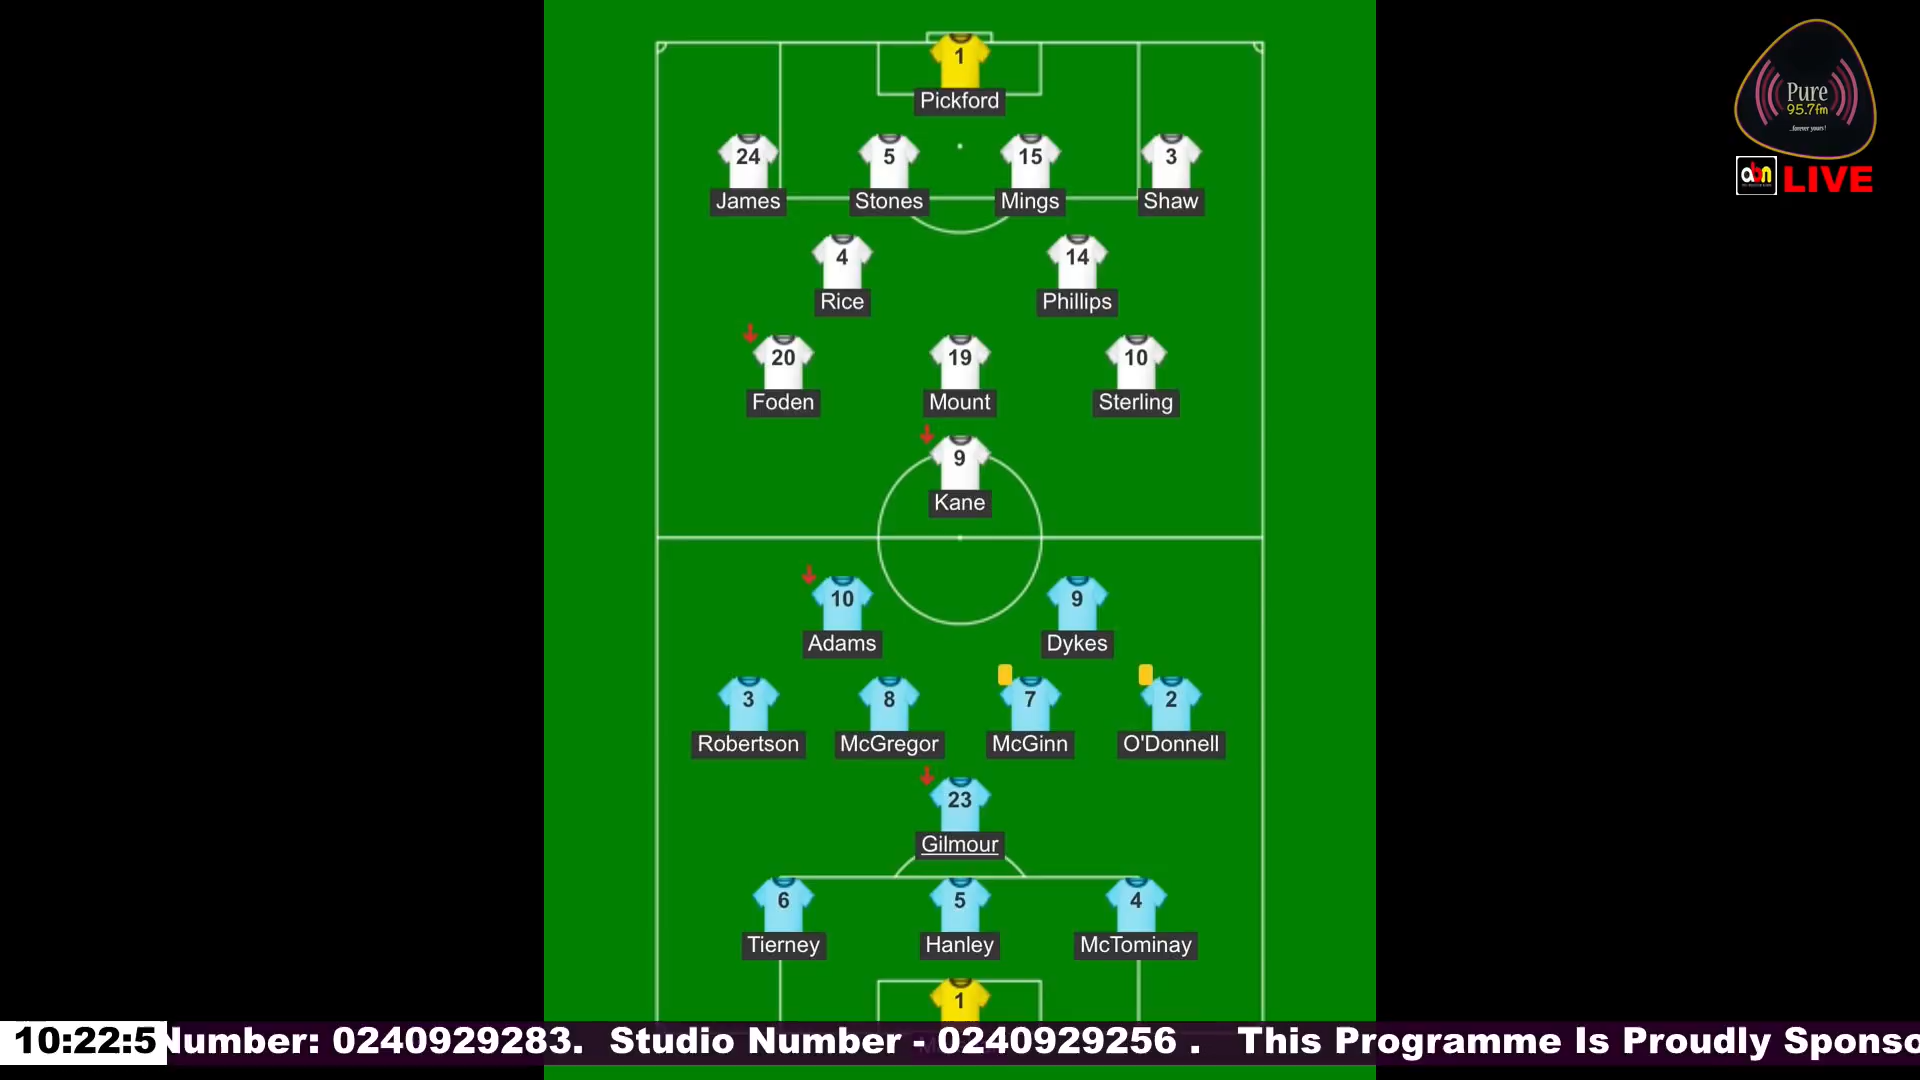 1
Pickford
24 5 15 3
James Stones Mings Shaw
4 14
Rice Phillips
20 19 10
Foden Mount Sterling
9
Kane
10 9
Adams Dykes
3 8 7 2
Robertson McGregor McGinn O'Donnell
23
Gilmour
6 5 4
Tierney Hanley McTominay
1
Pure
95.7fm
...forever yours!
abn
LIVE
10:22:5
Number: 0240929283. Studio Number - 0240929256 . This Programme Is Proudly Sponso